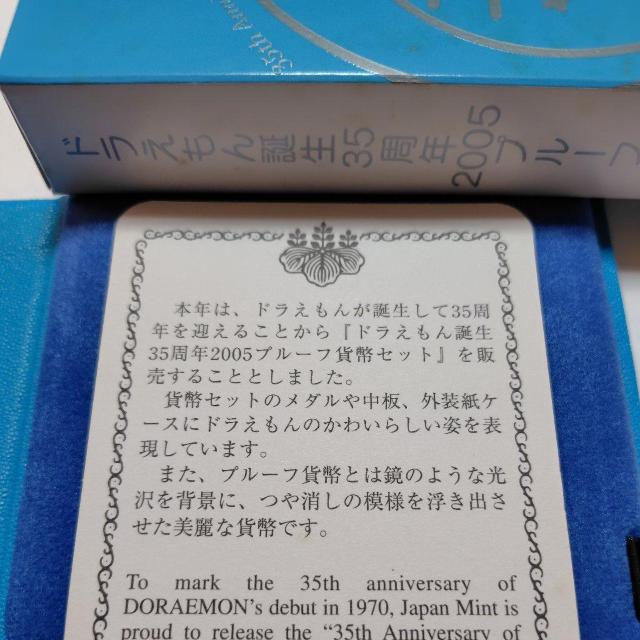 35th Anni
ドラえもん誕生35周年2005プルーフ
本年は、ドラえもんが誕生して35周
年を迎えることから『ドラえもん誕生
35周年2005プルーフ貨幣セット』を販
売することとしました。
貨幣セットのメダルや中板、外装紙ケ
ースにドラえもんのかわいらしい姿を表
現しています。
また、プルーフ貨幣とは鏡のような光
沢を背景に、つや消しの模様を浮き出さ
せた美麗な貨幣です。
To mark the 35th anniversary of
DORAEMON's debut in 1970, Japan Mint is
proud to release the “35th Anniversary of